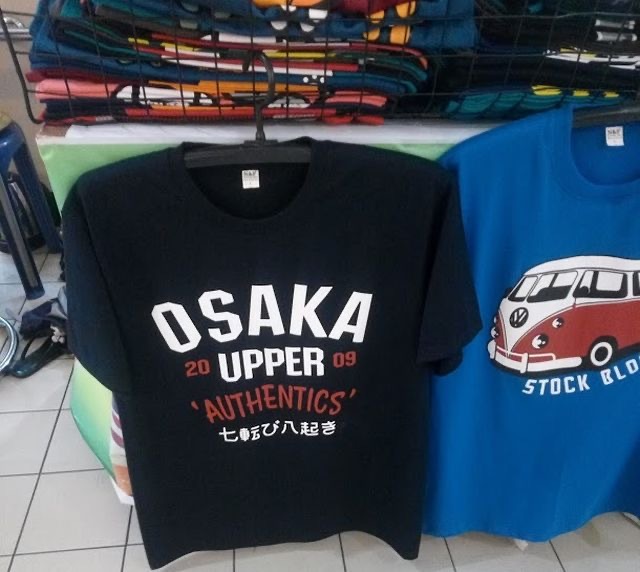 OSAKA
20 UPPER 09
'AUTHENTICS'
七転び八起き
STOCK BLO